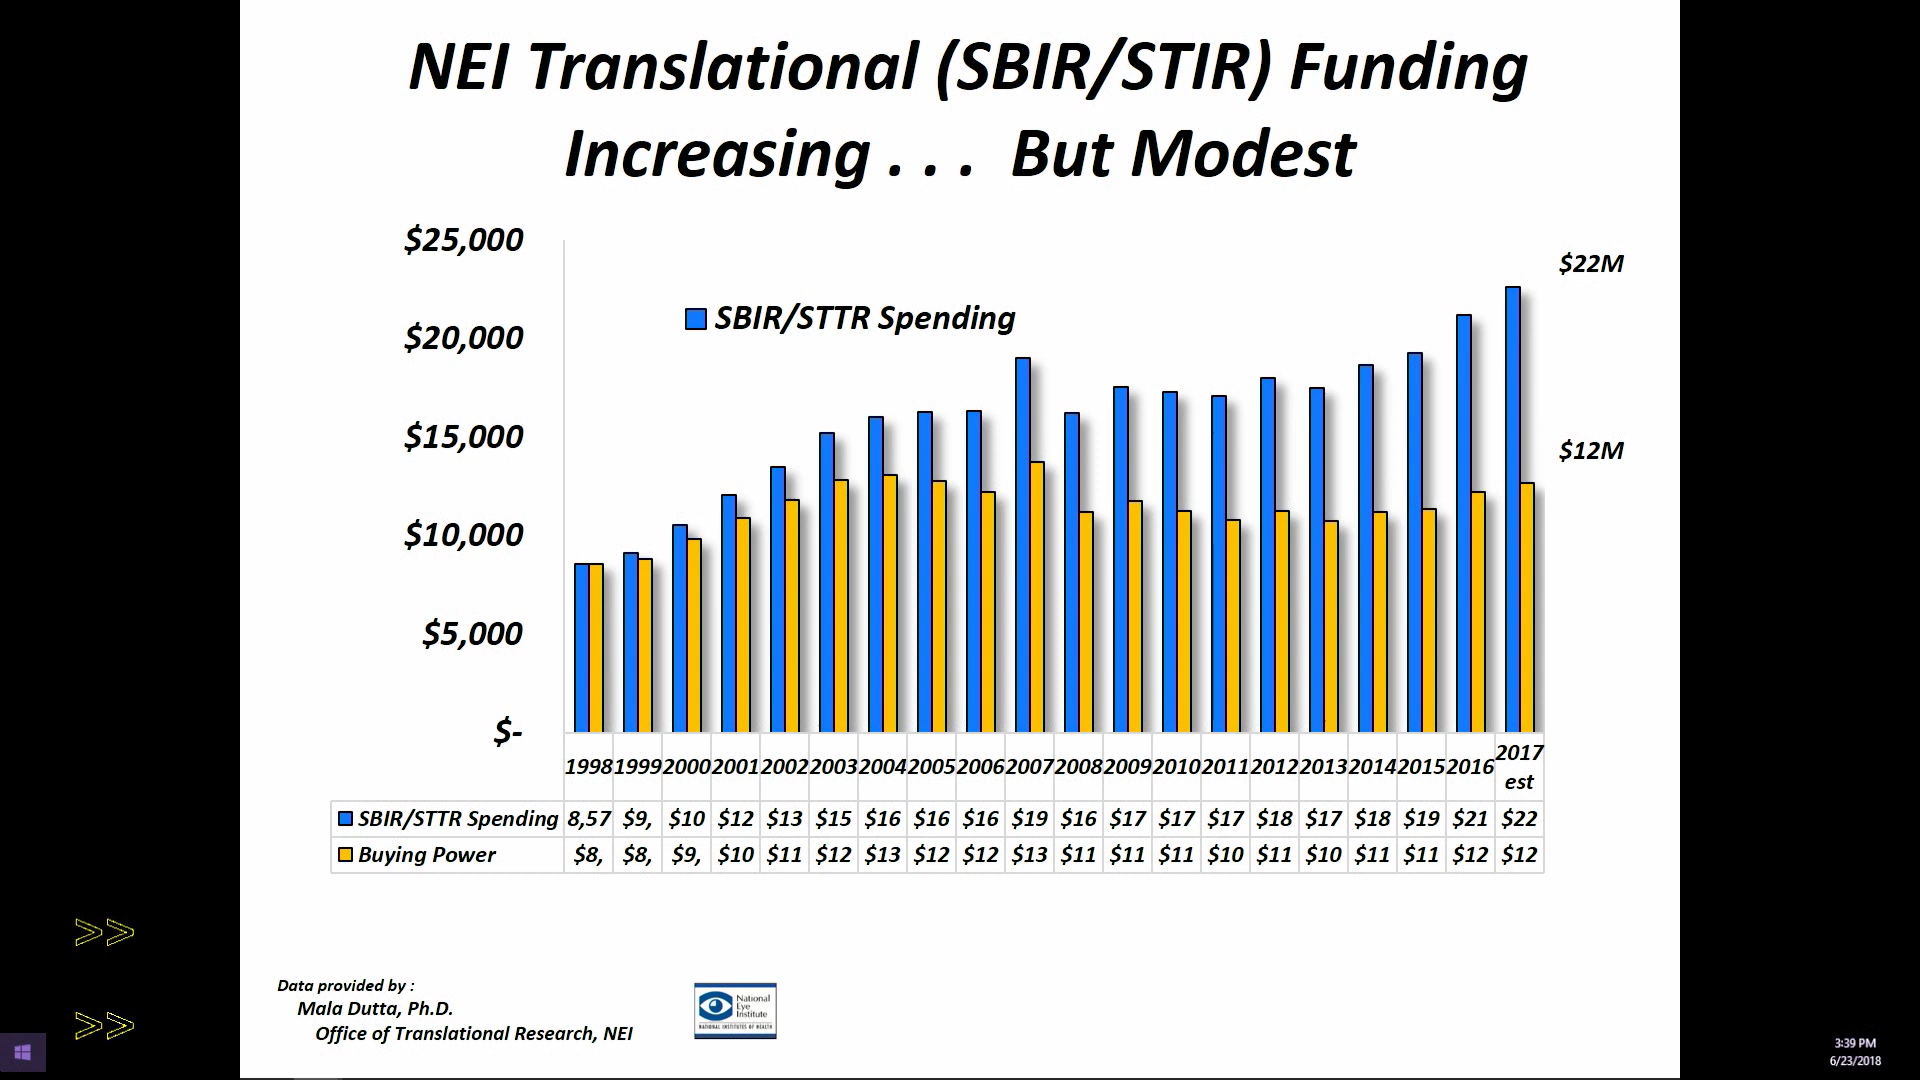 NEI Translational (SBIR/STIR) Funding
Increasing . . . But Modest
$25,000
$20,000
$15,000
$10,000
$5,000
$-
SBIR/STTR Spending
$22M
$12M
1998 1999 2000 2001 2002 2003 2004 2005 2006 2007 2008 2009 2010 2011 2012 2013 2014 2015 2016 2017 est
SBIR/STTR Spending 8,57 $9, $10 $12 $13 $15 $16 $16 $16 $19 $16 $17 $17 $17 $18 $17 $18 $19 $21 $22
Buying Power $8, $8, $9, $10 $11 $12 $13 $12 $12 $13 $11 $11 $11 $10 $11 $10 $11 $11 $12 $12
>>
>>
Data provided by :
Mala Dutta, Ph.D.
Office of Translational Research, NEI
National
Eye
Institute
NATIONAL INSTITUTES OF HEALTH
3:39 PM
6/23/2018